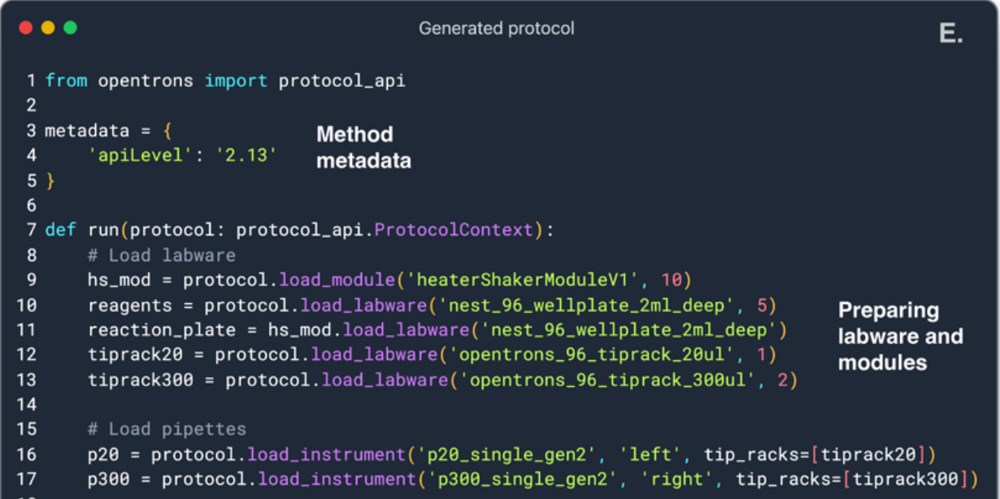 Generated protocol
E.
1 from opentrons import protocol_api
2
3 metadata = {
4     'apiLevel': '2.13'
5 }
Method
metadata
6
7 def run(protocol: protocol_api.ProtocolContext):
8     # Load labware
9     hs_mod = protocol.load_module('heaterShakerModuleV1', 10)
10     reagents = protocol.load_labware('nest_96_wellplate_2ml_deep', 5)
11     reaction_plate = hs_mod.load_labware('nest_96_wellplate_2ml_deep')
12     tiprack20 = protocol.load_labware('opentrons_96_tiprack_20ul', 1)
13     tiprack300 = protocol.load_labware('opentrons_96_tiprack_300ul', 2)
Preparing
labware and
modules
14
15     # Load pipettes
16     p20 = protocol.load_instrument('p20_single_gen2', 'left', tip_racks=[tiprack20])
17     p300 = protocol.load_instrument('p300_single_gen2', 'right', tip_racks=[tiprack300])